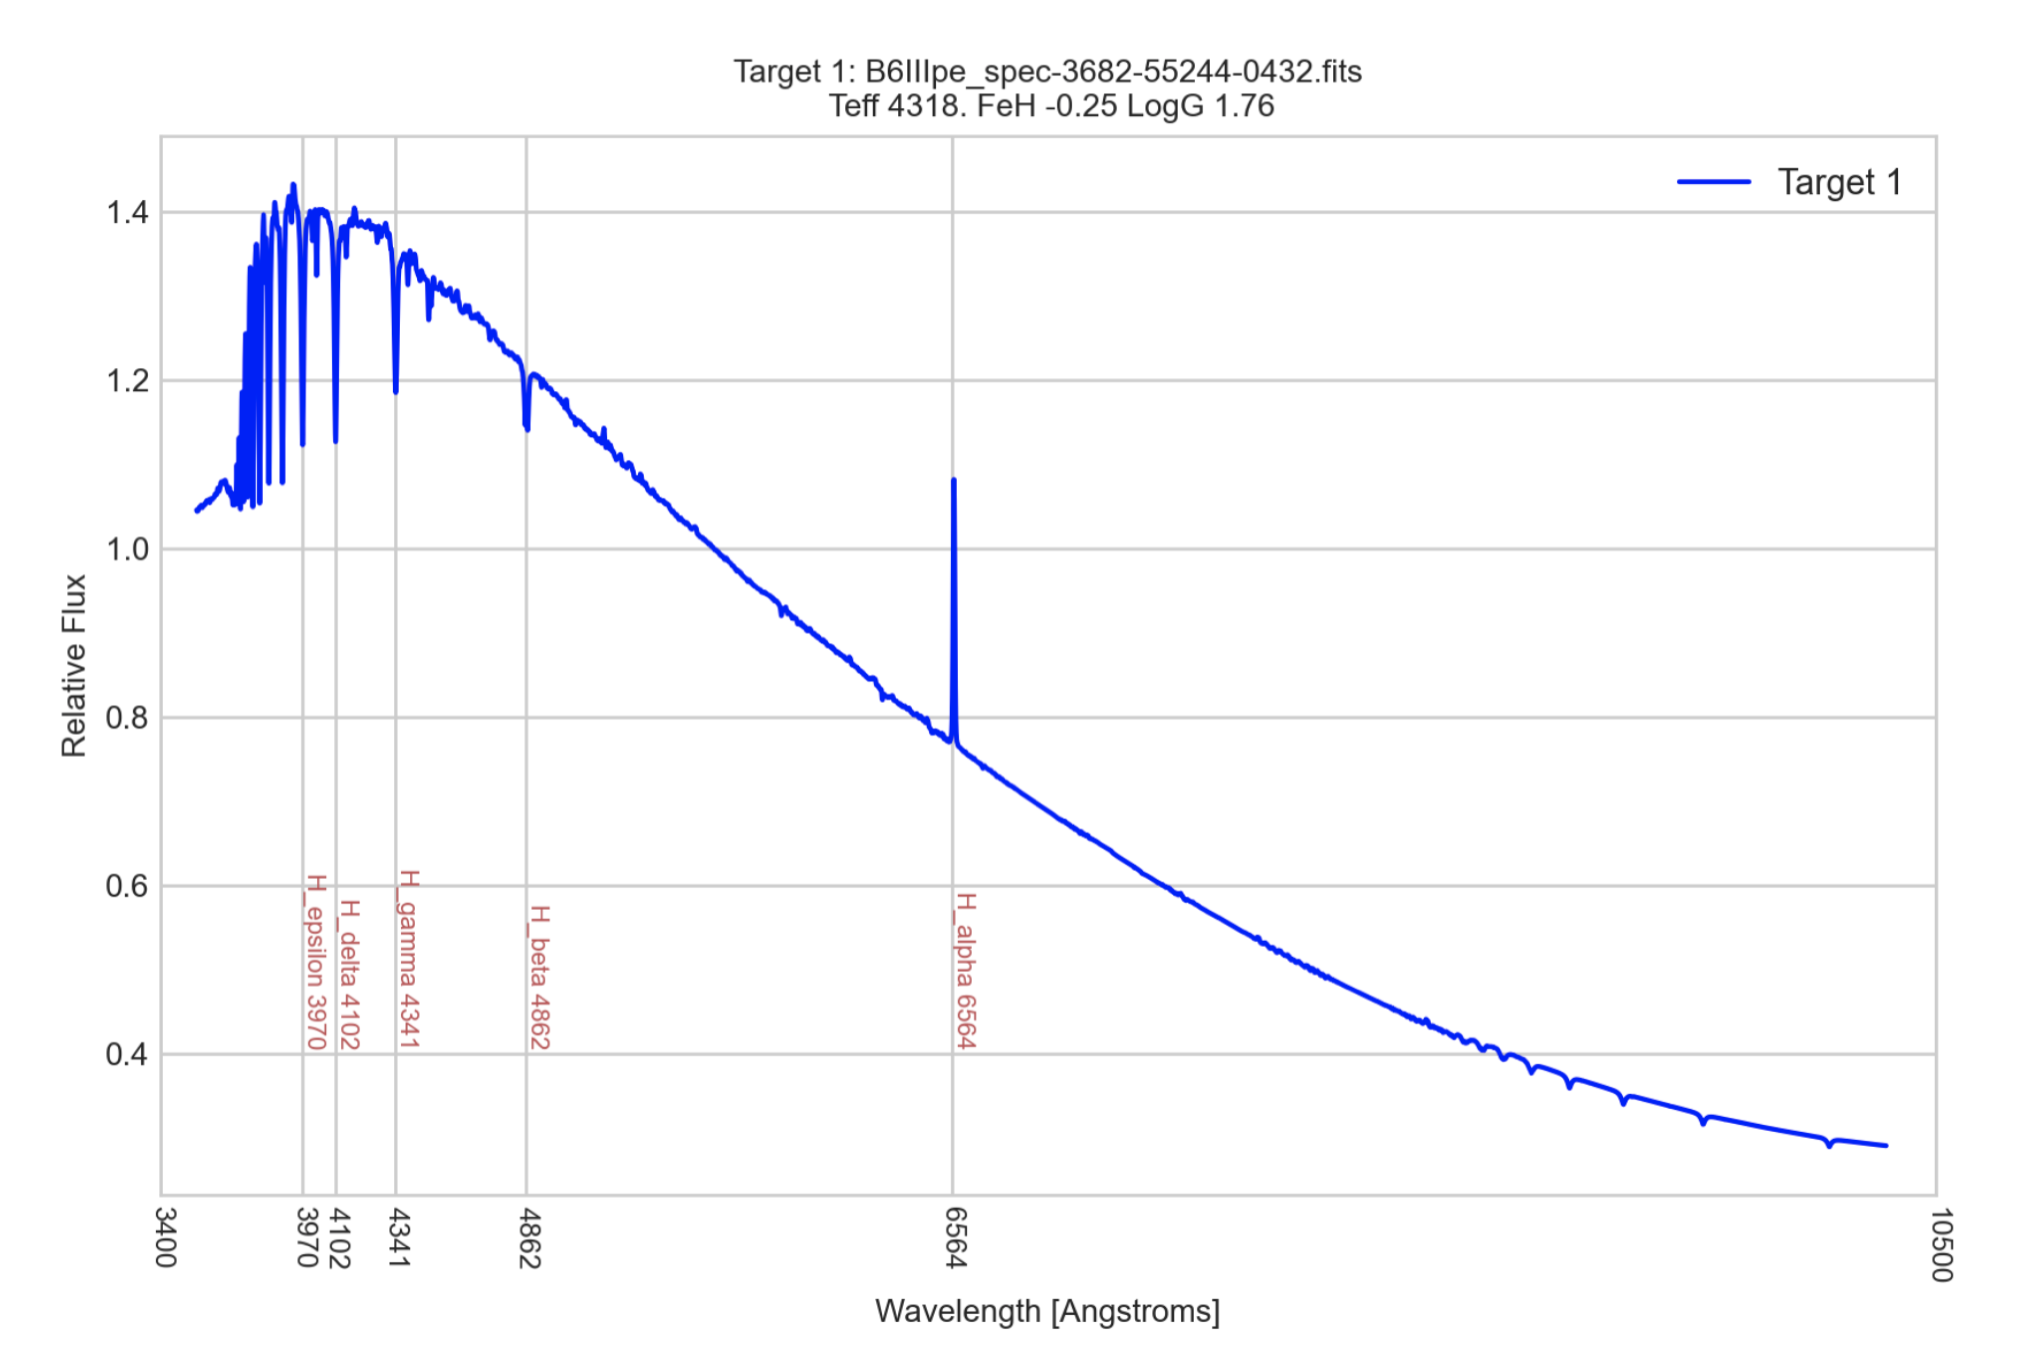 Target 1: B6IIIpe_spec-3682-55244-0432.fits
Teff 4318. FeH -0.25 LogG 1.76
Target 1
1.4
1.2
1.0
0.8
0.6
0.4
Relative Flux
H_epsilon 3970
H_delta 4102
H_gamma 4341
H_beta 4862
H_alpha 6564
3400
3970
4102
4341
4862
6564
10500
Wavelength [Angstroms]